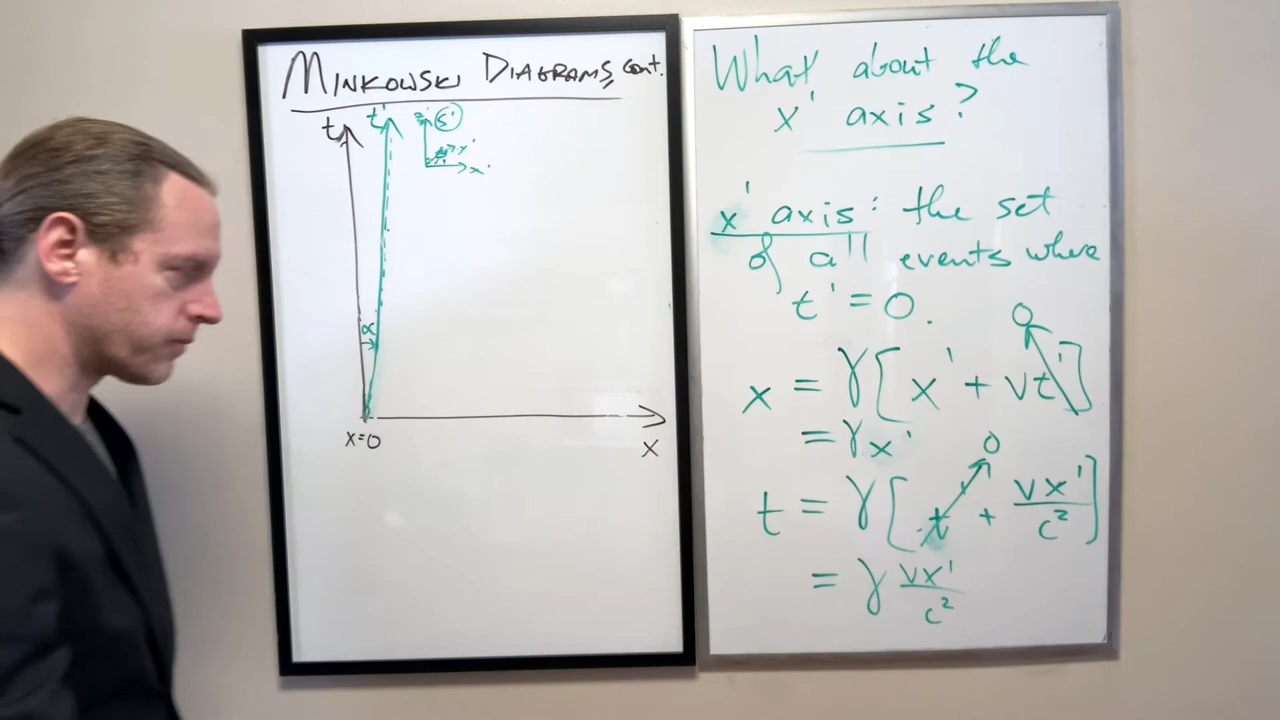 MINKOWSKI DIAGRAMS, cont.
t t' S'
z' y'
x'
α
x=0
x
What about the
x' axis?
x' axis: the set
of all events where
t' = 0.
0
x = γ[x' + vt']
= γx'
0
t = γ[t' + vx'/c²]
= γ vx'/c²